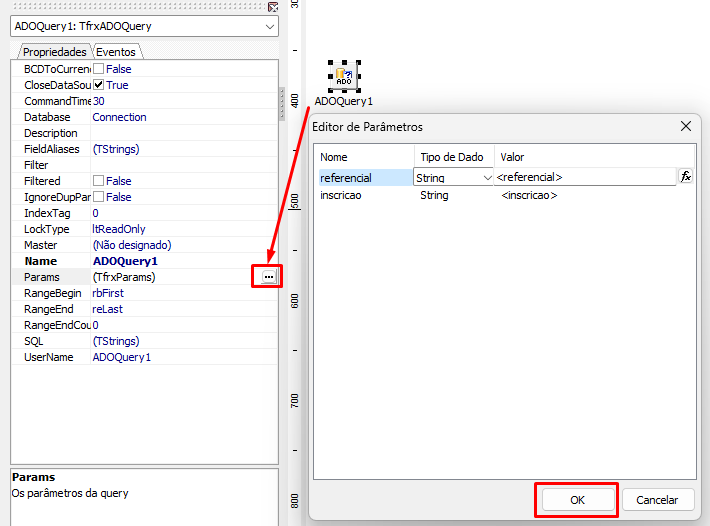 ADOQuery1: TfrxADOQuery
Propriedades Eventos
BCDToCurrenc False
CloseDataSou True
CommandTime 30
Database Connection
Description
FieldAliases (TStrings)
Filter
Filtered False
IgnoreDupPar False
IndexTag 0
LockType ltReadOnly
Master (Não designado)
Name ADOQuery1
Params (TfrxParams) ...
RangeBegin rbFirst
RangeEnd reLast
RangeEndCou 0
SQL (TStrings)
UserName ADOQuery1
Params
Os parâmetros da query
300
400
500
600
700
800
ADO
ADOQuery1
Editor de Parâmetros
Nome Tipo de Dado Valor
referencial String <referencial> fx
inscricao String <inscricao>
OK Cancelar